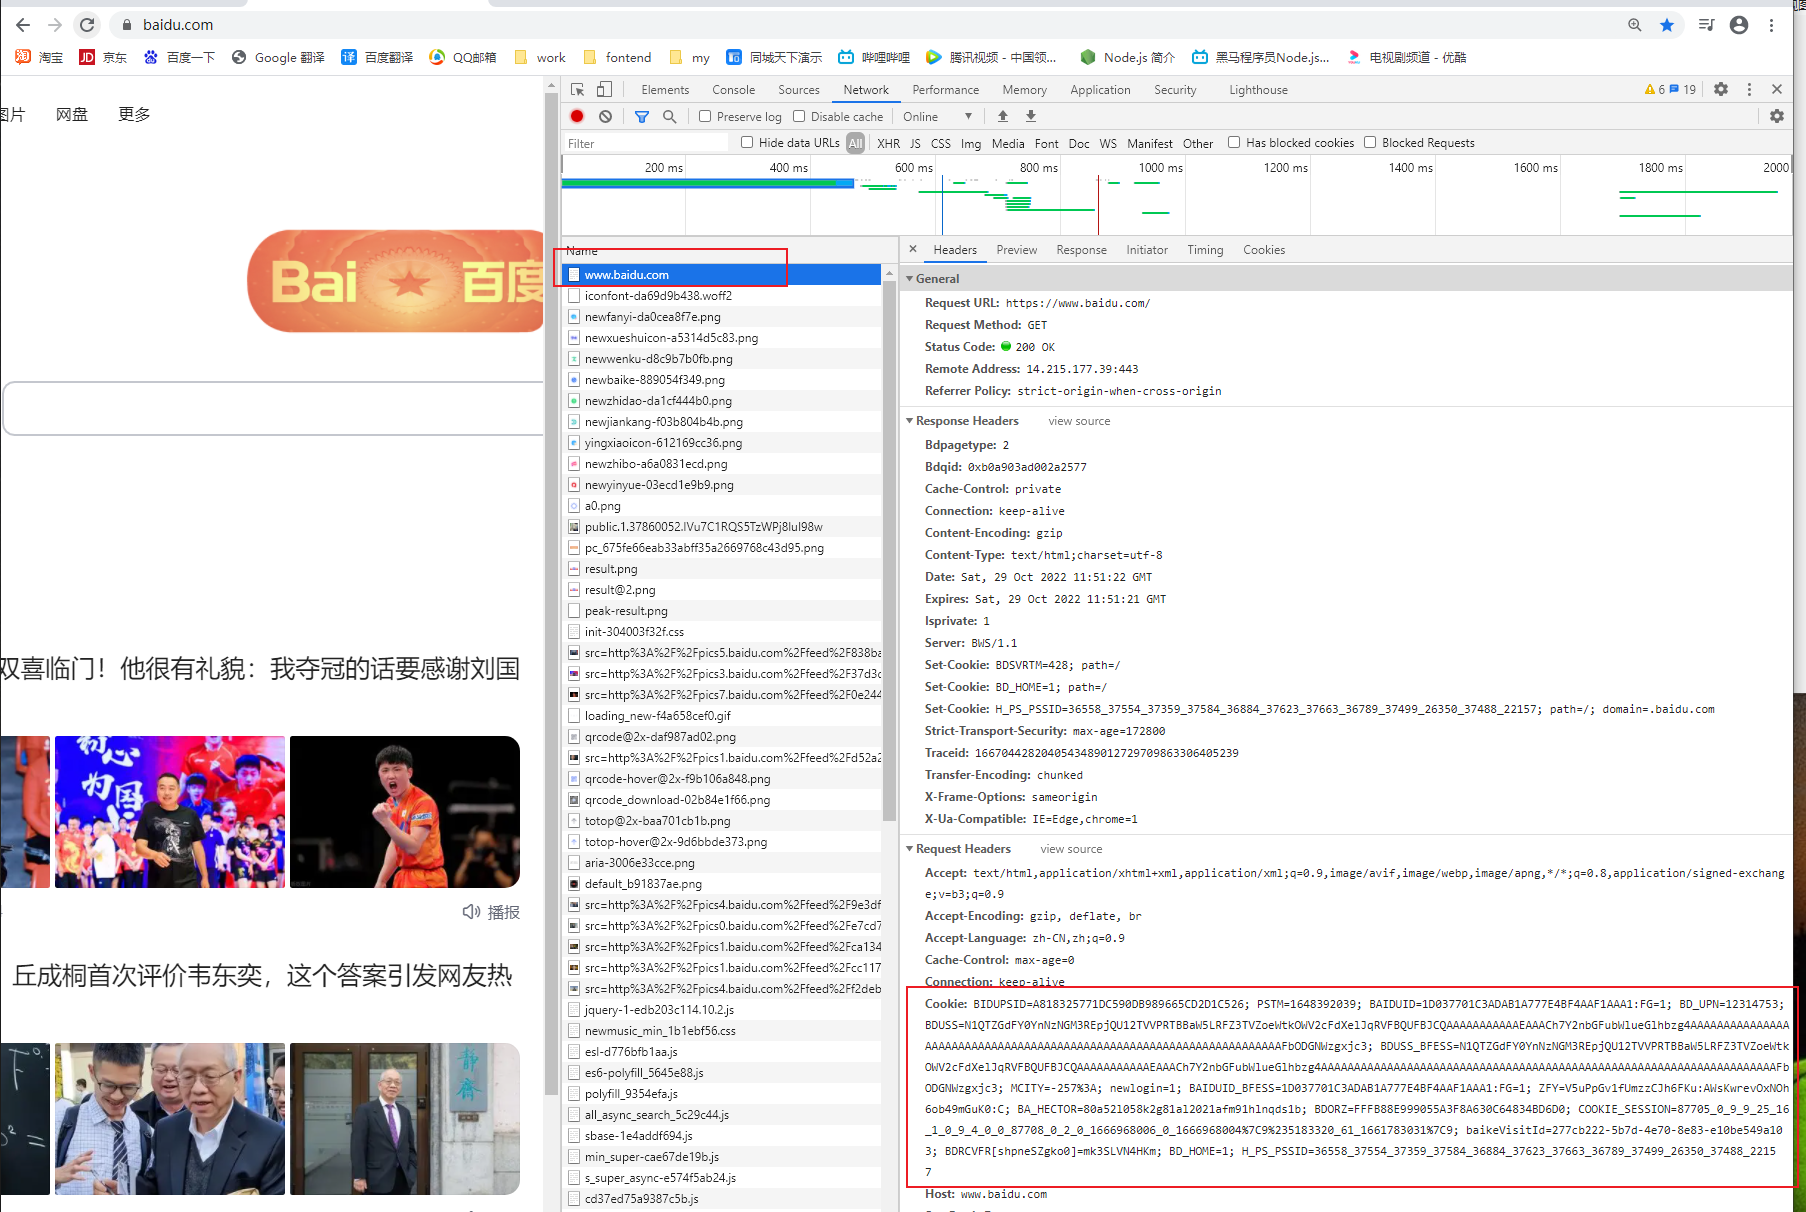 baidu.com
淘 淘宝
JD 京东
百度一下
Google 翻译
译 百度翻译
QQ邮箱
work
fontend
my
同城天下演示
哔哩哔哩
腾讯视频 - 中国领...
Node.js 简介
黑马程序员Node.js...
电视剧频道 - 优酷
图片 网盘 更多
Bai 百度
双喜临门！他很有礼貌：我夺冠的话要感谢刘国
播报
丘成桐首次评价韦东奕，这个答案引发网友热
Elements Console Sources Network Performance Memory Application Security Lighthouse 6 19
Preserve log Disable cache Online
Filter Hide data URLs All XHR JS CSS Img Media Font Doc WS Manifest Other Has blocked cookies Blocked Requests
200 ms 400 ms 600 ms 800 ms 1000 ms 1200 ms 1400 ms 1600 ms 1800 ms 2000
Name
www.baidu.com
iconfont-da69d9b438.woff2
newfanyi-da0cea8f7e.png
newxueshuicon-a5314d5c83.png
newwenku-d8c9b7b0fb.png
newbaike-889054f349.png
newzhidao-da1cf444b0.png
newjiankang-f03b804b4b.png
yingxiaoicon-612169cc36.png
newzhibo-a6a0831ecd.png
newyinyue-03ecd1e9b9.png
a0.png
public.1.37860052.lVu7C1RQS5TzWPj8lul98w
pc_675fe66eab33abff35a2669768c43d95.png
result.png
result@2.png
peak-result.png
init-304003f32f.css
src=http%3A%2F%2Fpics5.baidu.com%2Ffeed%2F838ba
src=http%3A%2F%2Fpics3.baidu.com%2Ffeed%2F37d3c
src=http%3A%2F%2Fpics7.baidu.com%2Ffeed%2F0e244
loading_new-f4a658cef0.gif
qrcode@2x-daf987ad02.png
src=http%3A%2F%2Fpics1.baidu.com%2Ffeed%2Fd52a2
qrcode-hover@2x-f9b106a848.png
qrcode_download-02b84e1f66.png
totop@2x-baa701cb1b.png
totop-hover@2x-9d6bbde373.png
aria-3006e33cce.png
default_b91837ae.png
src=http%3A%2F%2Fpics4.baidu.com%2Ffeed%2F9e3df
src=http%3A%2F%2Fpics0.baidu.com%2Ffeed%2Fe7cd7
src=http%3A%2F%2Fpics1.baidu.com%2Ffeed%2Fca134
src=http%3A%2F%2Fpics1.baidu.com%2Ffeed%2Fcc117
src=http%3A%2F%2Fpics4.baidu.com%2Ffeed%2Ff2deb
jquery-1-edb203c114.10.2.js
newmusic_min_1b1ebf56.css
esl-d776bfb1aa.js
es6-polyfill_5645e88.js
polyfill_9354efa.js
all_async_search_5c29c44.js
sbase-1e4addf694.js
min_super-cae67de19b.js
s_super_async-e574f5ab24.js
cd37ed75a9387c5b.js
Headers Preview Response Initiator Timing Cookies
General
Request URL: https://www.baidu.com/
Request Method: GET
Status Code: 200 OK
Remote Address: 14.215.177.39:443
Referrer Policy: strict-origin-when-cross-origin
Response Headers view source
Bdpagetype: 2
Bdqid: 0xb0a903ad002a2577
Cache-Control: private
Connection: keep-alive
Content-Encoding: gzip
Content-Type: text/html;charset=utf-8
Date: Sat, 29 Oct 2022 11:51:22 GMT
Expires: Sat, 29 Oct 2022 11:51:21 GMT
Isprivate: 1
Server: BWS/1.1
Set-Cookie: BDSVRTM=428; path=/
Set-Cookie: BD_HOME=1; path=/
Set-Cookie: H_PS_PSSID=36558_37554_37359_37584_36884_37623_37663_36789_37499_26350_37488_22157; path=/; domain=.baidu.com
Strict-Transport-Security: max-age=172800
Traceid: 1667044282040543489012729709863306405239
Transfer-Encoding: chunked
X-Frame-Options: sameorigin
X-Ua-Compatible: IE=Edge,chrome=1
Request Headers view source
Accept: text/html,application/xhtml+xml,application/xml;q=0.9,image/avif,image/webp,image/apng,*/*;q=0.8,application/signed-exchang
e;v=b3;q=0.9
Accept-Encoding: gzip, deflate, br
Accept-Language: zh-CN,zh;q=0.9
Cache-Control: max-age=0
Connection: keep-alive
Cookie: BIDUPSID=A818325771DC590DB989665CD2D1C526; PSTM=1648392039; BAIDUID=1D037701C3ADAB1A777E4BF4AAF1AAA1:FG=1; BD_UPN=12314753;
MCITY=-257%3A; newlogin=1; BAIDUID_BFESS=1D037701C3ADAB1A777E4BF4AAF1AAA1:FG=1; ZFY=V5uPpGv1fUmzzCJh6FKu:AWsKwrevOxNOh
6ob49mGuK0:C; BA_HECTOR=80a521058k2g81al2021afm91hlnqds1b; BDORZ=FFFB88E999055A3F8A630C64834BD6D0; COOKIE_SESSION=87705_0_9_9_25_16
_1_0_9_4_0_0_87708_0_2_0_1666968006_0_1666968004%7C9%235183320_61_1661783031%7C9; baikeVisitId=277cb222-5b7d-4e70-8e83-e10be549a10
3; BDRCVFR[shpneSZgko0]=mk3SLVN4HKm; BD_HOME=1; H_PS_PSSID=36558_37554_37359_37584_36884_37623_37663_36789_37499_26350_37488_2215
7
Host: www.baidu.com